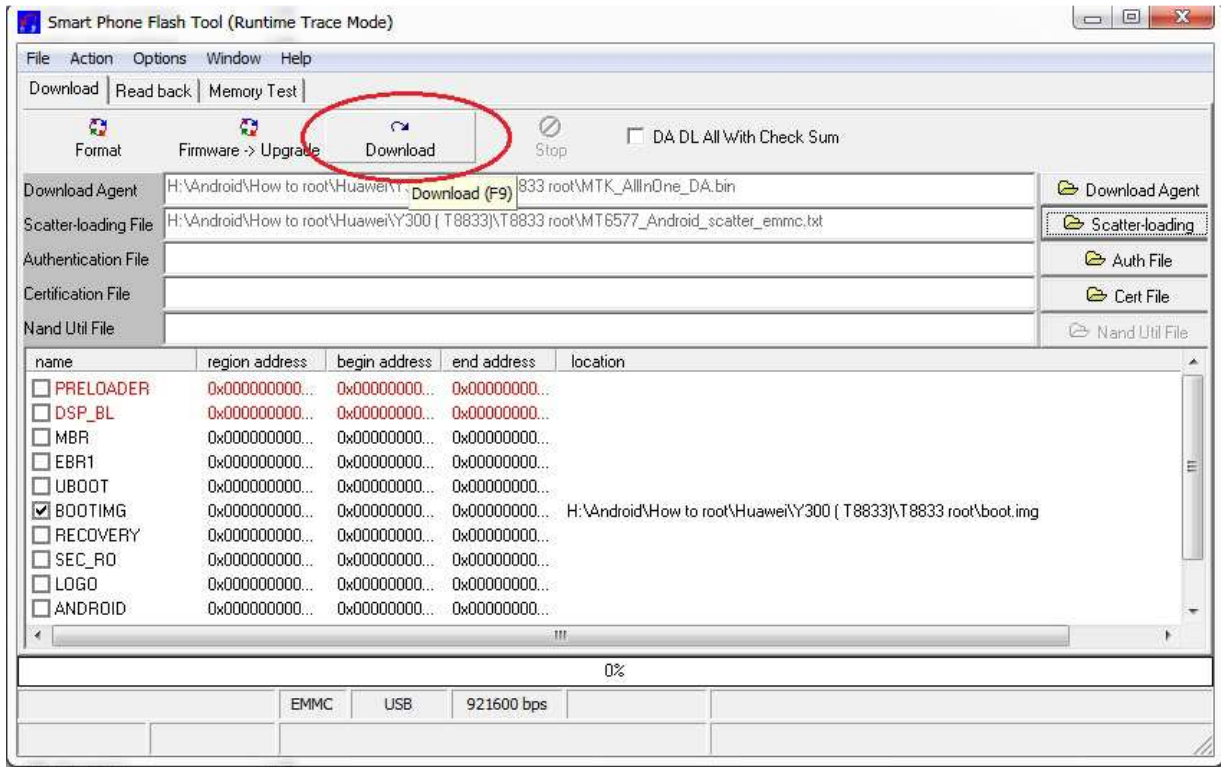 Smart Phone Flash Tool (Runtime Trace Mode)
File Action Options Window Help
Download Read back Memory Test
Format Firmware -> Upgrade Download Stop DA DL All With Check Sum
Download (F9)
Download Agent H:\Android\How to root\Huawei\Y 833 root\MTK_AllInOne_DA.bin Download Agent
Scatter-loading File H:\Android\How to root\Huawei\Y300 ( T8833)\T8833 root\MT6577_Android_scatter_emmc.txt Scatter-loading
Authentication File Auth File
Certification File Cert File
Nand Util File Nand Util File
name region address begin address end address location
PRELOADER 0x000000000... 0x00000000... 0x00000000...
DSP_BL 0x000000000... 0x00000000... 0x00000000...
MBR 0x000000000... 0x00000000... 0x00000000...
EBR1 0x000000000... 0x00000000... 0x00000000...
UBOOT 0x000000000... 0x00000000... 0x00000000...
BOOTIMG 0x000000000... 0x00000000... 0x00000000... H:\Android\How to root\Huawei\Y300 ( T8833)\T8833 root\boot.img
RECOVERY 0x000000000... 0x00000000... 0x00000000...
SEC_RO 0x000000000... 0x00000000... 0x00000000...
LOGO 0x000000000... 0x00000000... 0x00000000...
ANDROID 0x000000000... 0x00000000... 0x00000000...
0%
EMMC USB 921600 bps